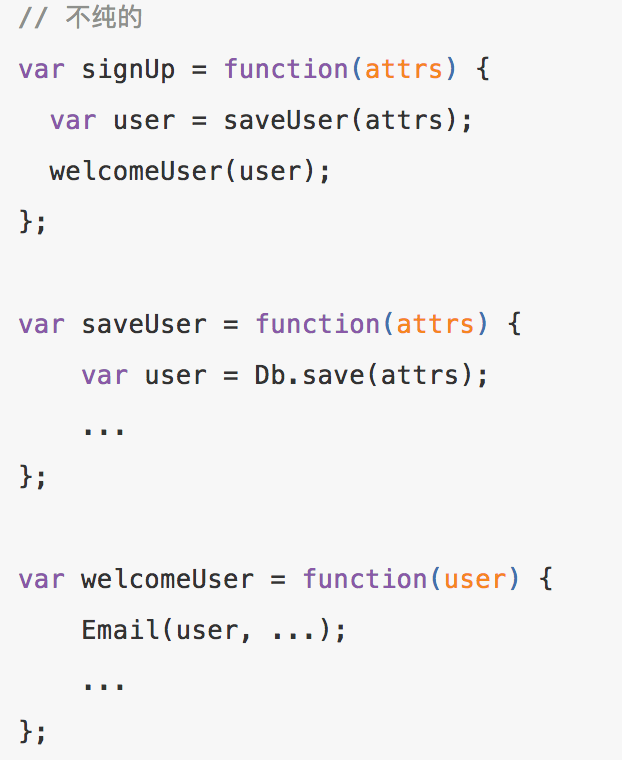 // 不纯的
var signUp = function(attrs) {
  var user = saveUser(attrs);
  welcomeUser(user);
};

var saveUser = function(attrs) {
    var user = Db.save(attrs);
    ...
};

var welcomeUser = function(user) {
    Email(user, ...);
    ...
};